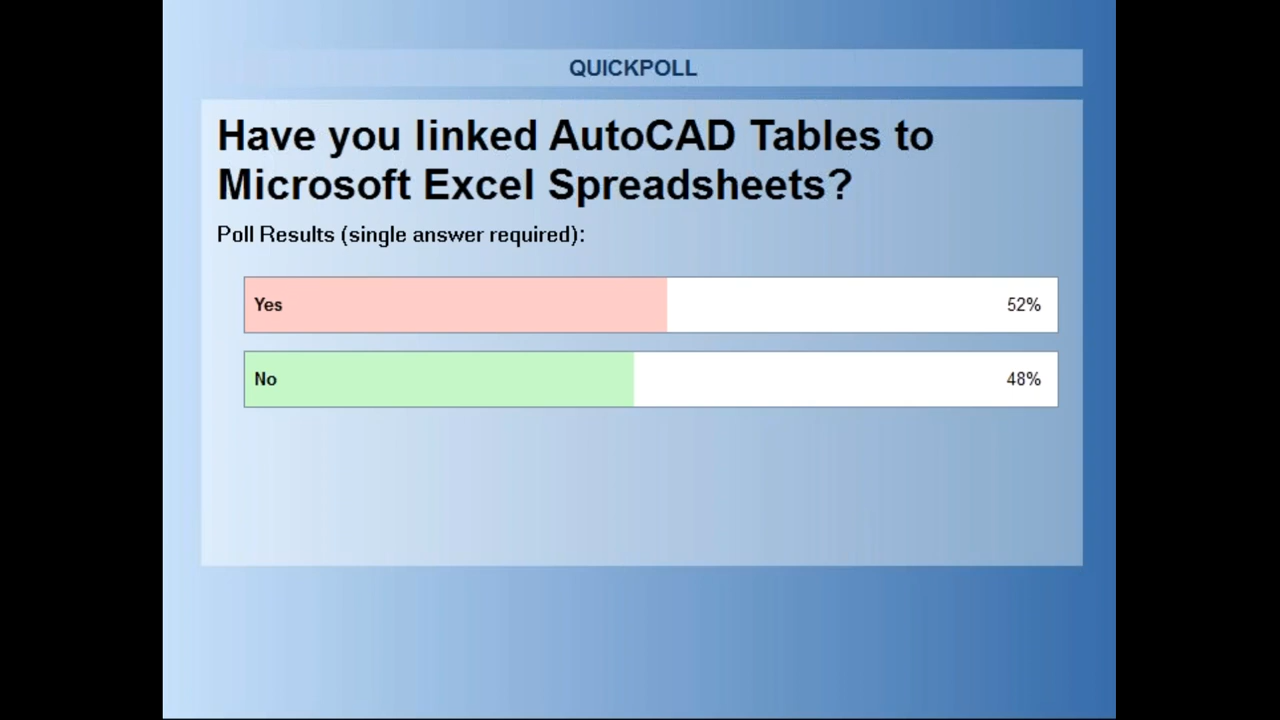 QUICKPOLL
Have you linked AutoCAD Tables to
Microsoft Excel Spreadsheets?
Poll Results (single answer required):
Yes 52%
No 48%